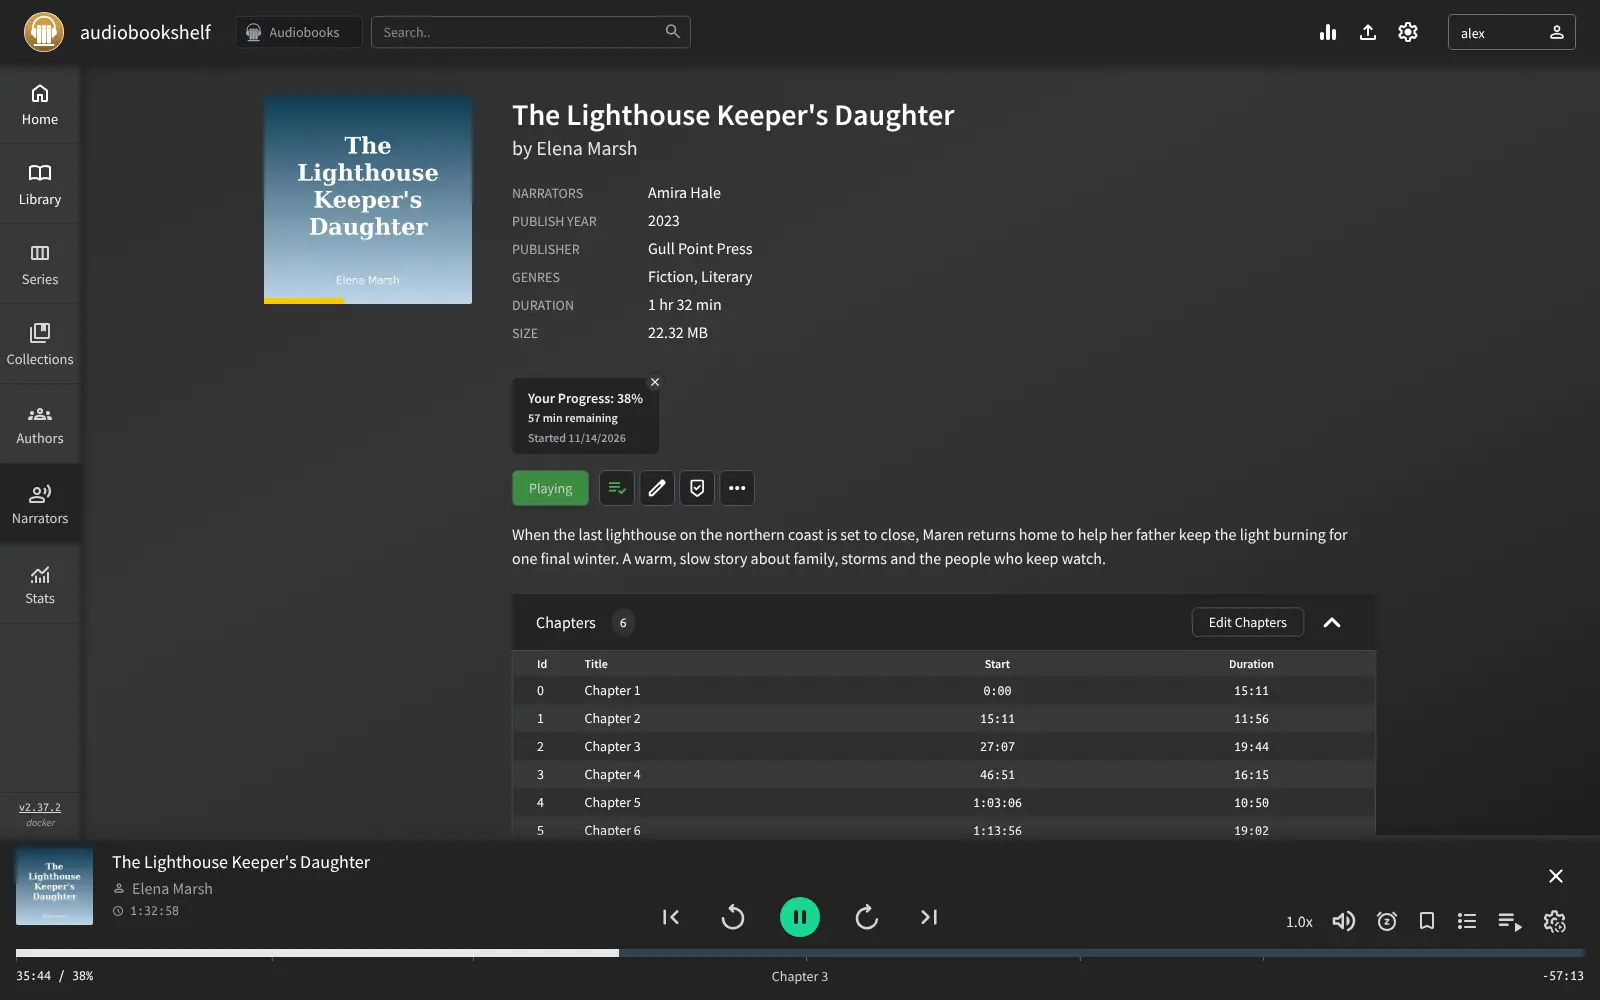 audiobookshelf
Audiobooks
Search..
alex
Home
Library
Series
Collections
Authors
Narrators
Stats
v2.37.2
docker
The
Lighthouse
Keeper's
Daughter
Elena Marsh
The Lighthouse Keeper's Daughter
by Elena Marsh
NARRATORS Amira Hale
PUBLISH YEAR 2023
PUBLISHER Gull Point Press
GENRES Fiction, Literary
DURATION 1 hr 32 min
SIZE 22.32 MB
Your Progress: 38%
57 min remaining
Started 11/14/2026
Playing
When the last lighthouse on the northern coast is set to close, Maren returns home to help her father keep the light burning for
one final winter. A warm, slow story about family, storms and the people who keep watch.
Chapters 6
Edit Chapters
Id Title Start Duration
0 Chapter 1 0:00 15:11
1 Chapter 2 15:11 11:56
2 Chapter 3 27:07 19:44
3 Chapter 4 46:51 16:15
4 Chapter 5 1:03:06 10:50
5 Chapter 6 1:13:56 19:02
The
Lighthouse
Keeper's
Daughter
The Lighthouse Keeper's Daughter
Elena Marsh
1:32:58
1.0x
35:44 / 38%
Chapter 3
-57:13